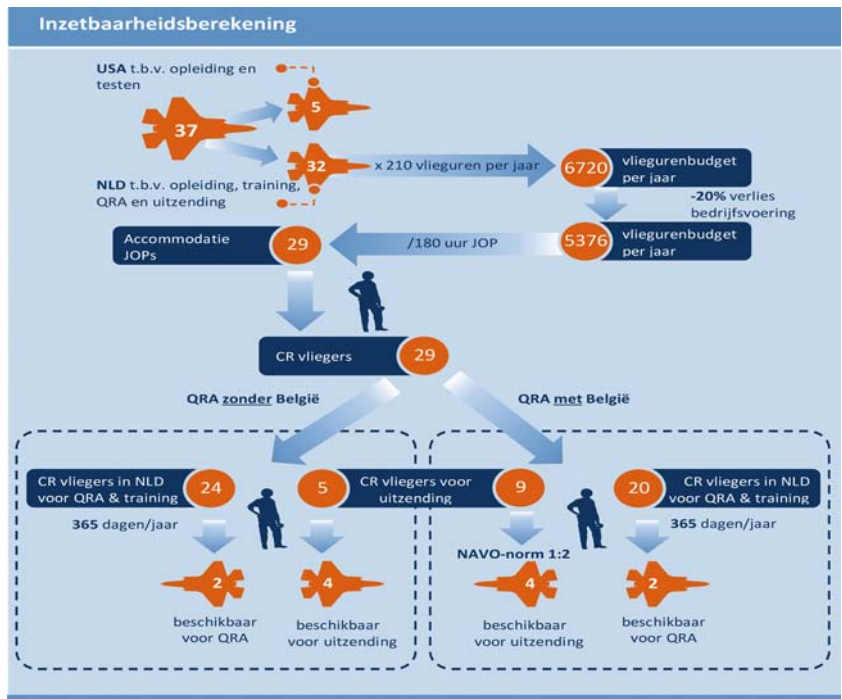 Inzetbaarheidsberekening
USA t.b.v. opleiding en
testen
5
37
32
x 210 vlieguren per jaar
6720
vliegurenbudget
per jaar
NLD t.b.v. opleiding, training,
QRA en uitzending
-20% verlies
bedrijfsvoering
Accommodatie
JOPs
29
/180 uur JOP
5376
vliegurenbudget
per jaar
CR vliegers
29
QRA zonder België
QRA met België
CR vliegers in NLD
voor QRA & training
24
5
CR vliegers voor
uitzending
9
20
CR vliegers in NLD
voor QRA & training
365 dagen/jaar
365 dagen/jaar
NAVO-norm 1:2
2
4
4
2
beschikbaar
voor QRA
beschikbaar
voor uitzending
beschikbaar
voor uitzending
beschikbaar
voor QRA